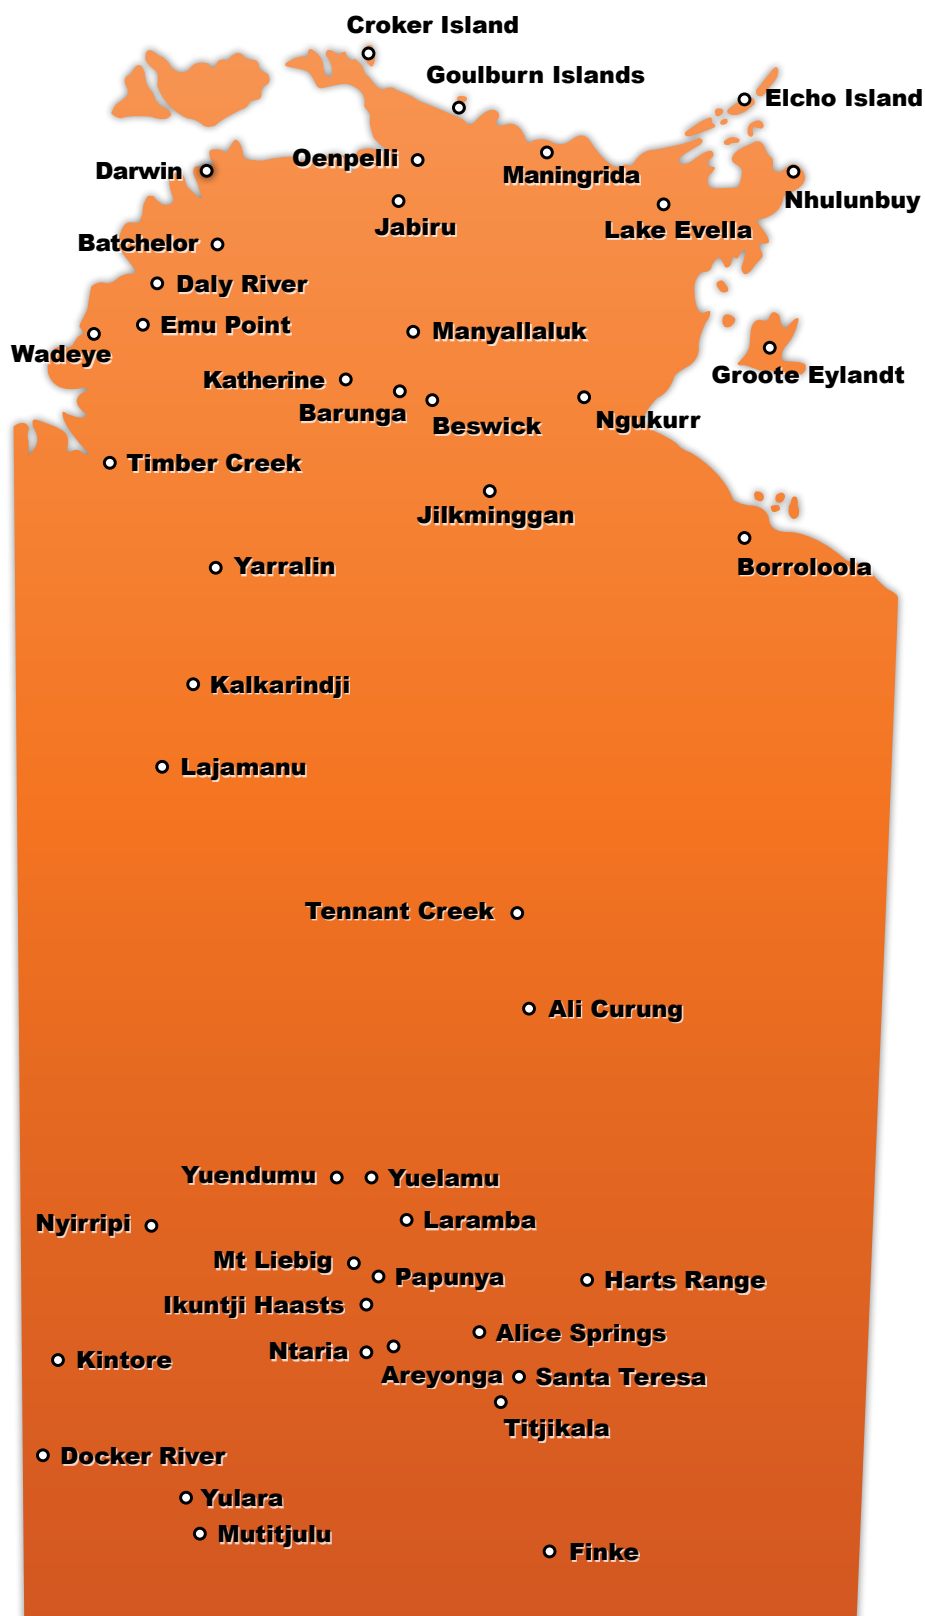 Croker Island
Goulburn Islands
Elcho Island
Oenpelli
Darwin
Maningrida
Nhulunbuy
Jabiru
Lake Evella
Batchelor
Daly River
Emu Point
Manyallaluk
Wadeye
Groote Eylandt
Katherine
Barunga
Ngukurr
Beswick
Timber Creek
Jilkminggan
Yarralin
Borroloola
Kalkarindji
Lajamanu
Tennant Creek
Ali Curung
Yuendumu
Yuelamu
Laramba
Nyirripi
Mt Liebig
Papunya
Harts Range
Ikuntji Haasts
Alice Springs
Ntaria
Kintore
Areyonga
Santa Teresa
Titjikala
Docker River
Yulara
Mutitjulu
Finke